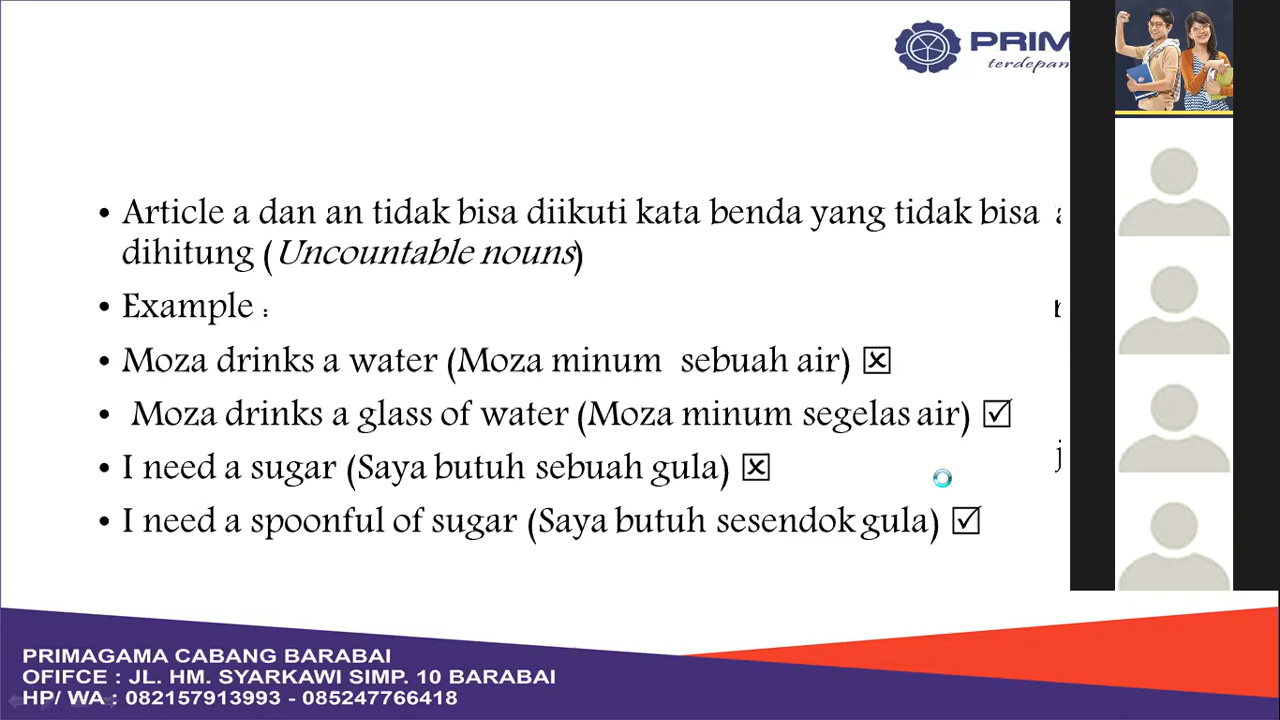 PRIM
terdepan
• Article a dan an tidak bisa diikuti kata benda yang tidak bisa
dihitung (Uncountable nouns)
• Example :
• Moza drinks a water (Moza minum sebuah air) ☒
• Moza drinks a glass of water (Moza minum segelas air) ☑
• I need a sugar (Saya butuh sebuah gula) ☒
• I need a spoonful of sugar (Saya butuh sesendok gula) ☑
PRIMAGAMA CABANG BARABAI
OFIFCE : JL. HM. SYARKAWI SIMP. 10 BARABAI
HP/ WA : 082157913993 - 085247766418